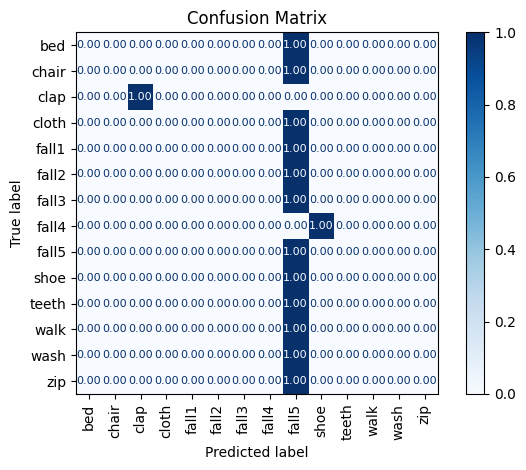 Confusion Matrix
bed 0.00 0.00 0.00 0.00 0.00 0.00 0.00 0.00 1.00 0.00 0.00 0.00 0.00 0.00
chair 0.00 0.00 0.00 0.00 0.00 0.00 0.00 0.00 1.00 0.00 0.00 0.00 0.00 0.00
clap 0.00 0.00 1.00 0.00 0.00 0.00 0.00 0.00 0.00 0.00 0.00 0.00 0.00 0.00
cloth 0.00 0.00 0.00 0.00 0.00 0.00 0.00 0.00 1.00 0.00 0.00 0.00 0.00 0.00
fall1 0.00 0.00 0.00 0.00 0.00 0.00 0.00 0.00 1.00 0.00 0.00 0.00 0.00 0.00
fall2 0.00 0.00 0.00 0.00 0.00 0.00 0.00 0.00 1.00 0.00 0.00 0.00 0.00 0.00
fall3 0.00 0.00 0.00 0.00 0.00 0.00 0.00 0.00 1.00 0.00 0.00 0.00 0.00 0.00
fall4 0.00 0.00 0.00 0.00 0.00 0.00 0.00 0.00 0.00 1.00 0.00 0.00 0.00 0.00
fall5 0.00 0.00 0.00 0.00 0.00 0.00 0.00 0.00 1.00 0.00 0.00 0.00 0.00 0.00
shoe 0.00 0.00 0.00 0.00 0.00 0.00 0.00 0.00 1.00 0.00 0.00 0.00 0.00 0.00
teeth 0.00 0.00 0.00 0.00 0.00 0.00 0.00 0.00 1.00 0.00 0.00 0.00 0.00 0.00
walk 0.00 0.00 0.00 0.00 0.00 0.00 0.00 0.00 1.00 0.00 0.00 0.00 0.00 0.00
wash 0.00 0.00 0.00 0.00 0.00 0.00 0.00 0.00 1.00 0.00 0.00 0.00 0.00 0.00
zip 0.00 0.00 0.00 0.00 0.00 0.00 0.00 0.00 1.00 0.00 0.00 0.00 0.00 0.00
True label
bed chair clap cloth fall1 fall2 fall3 fall4 fall5 shoe teeth walk wash zip
Predicted label
1.0
0.8
0.6
0.4
0.2
0.0